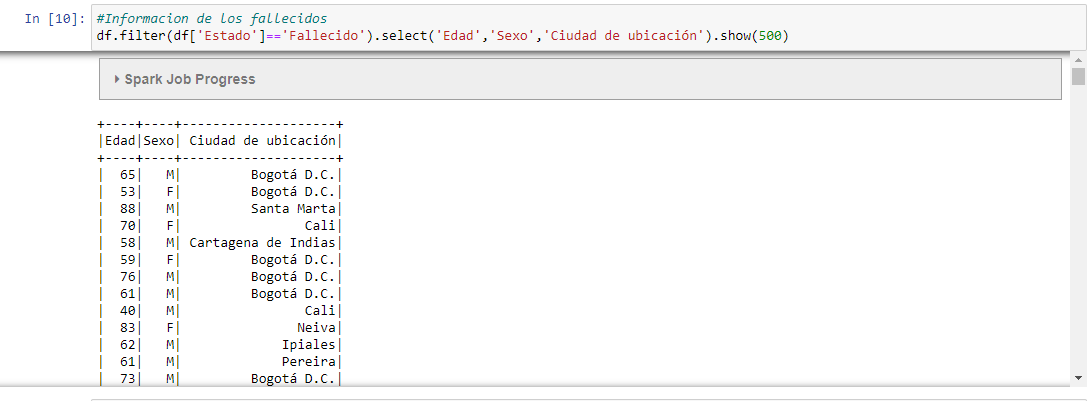 In [10]: #Informacion de los fallecidos
df.filter(df['Estado']=='Fallecido').select('Edad','Sexo','Ciudad de ubicación').show(500)
Spark Job Progress
+----+----+--------------------+
|Edad|Sexo| Ciudad de ubicación|
+----+----+--------------------+
|  65|   M|         Bogotá D.C.|
|  53|   F|         Bogotá D.C.|
|  88|   M|         Santa Marta|
|  70|   F|                Cali|
|  58|   M| Cartagena de Indias|
|  59|   F|         Bogotá D.C.|
|  76|   M|         Bogotá D.C.|
|  61|   M|         Bogotá D.C.|
|  40|   M|                Cali|
|  83|   F|               Neiva|
|  62|   M|             Ipiales|
|  61|   M|             Pereira|
|  73|   M|         Bogotá D.C.|